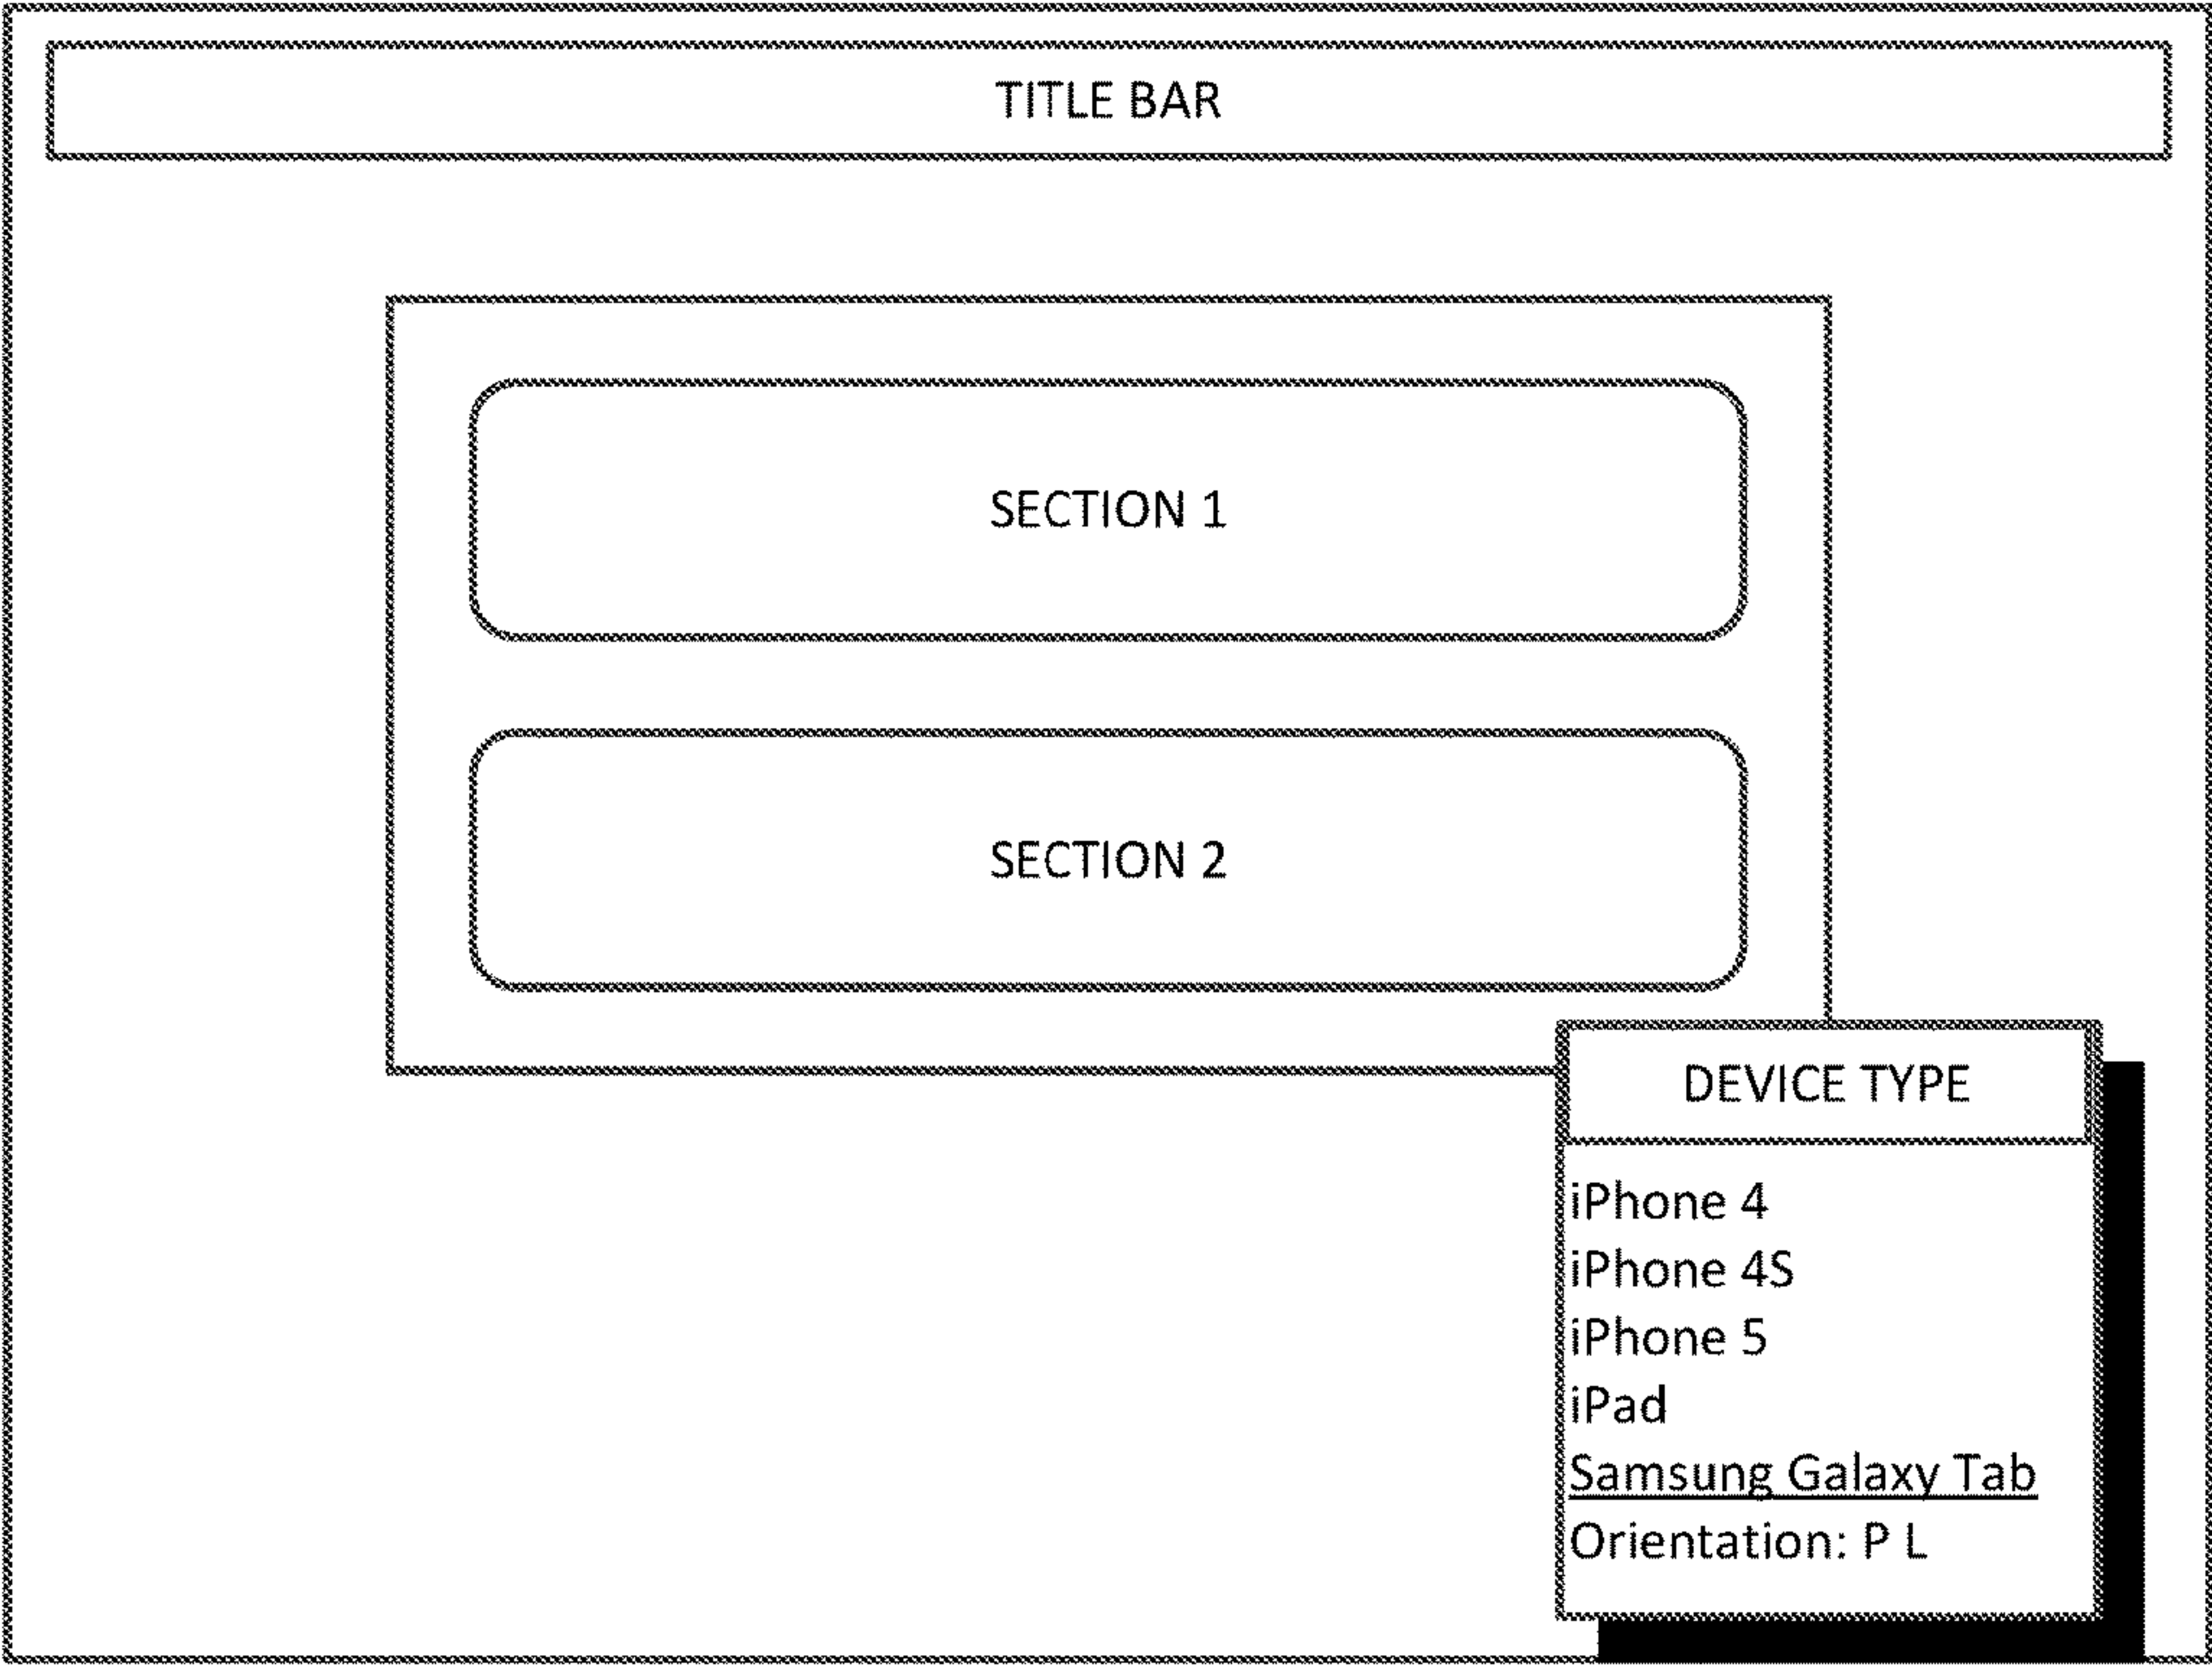 TITLE BAR
SECTION 1
SECTION 2
DEVICE TYPE
iPhone 4
iPhone 4S
iPhone 5
iPad
Samsung Galaxy Tab
Orientation: P L